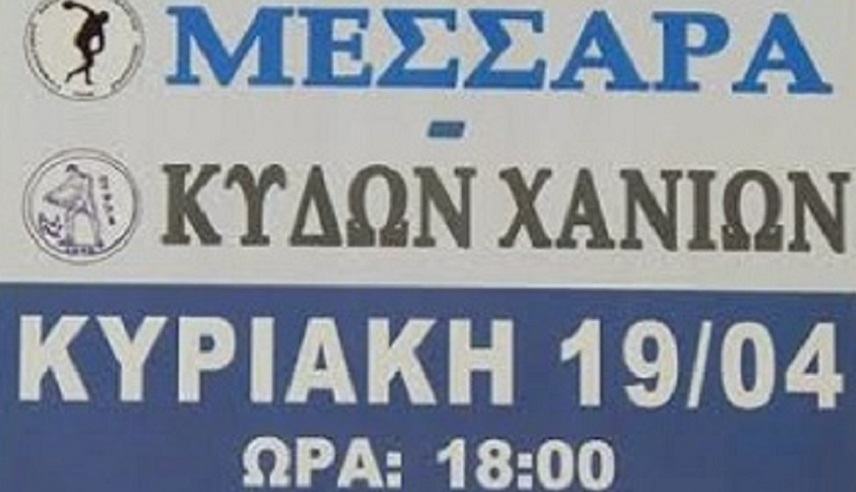 ΜΕΣΣΑΡΑ
-
ΚΥΔΩΝ ΧΑΝΙΩΝ
ΚΥΡΙΑΚΗ 19/04
ΩΡΑ: 18:00